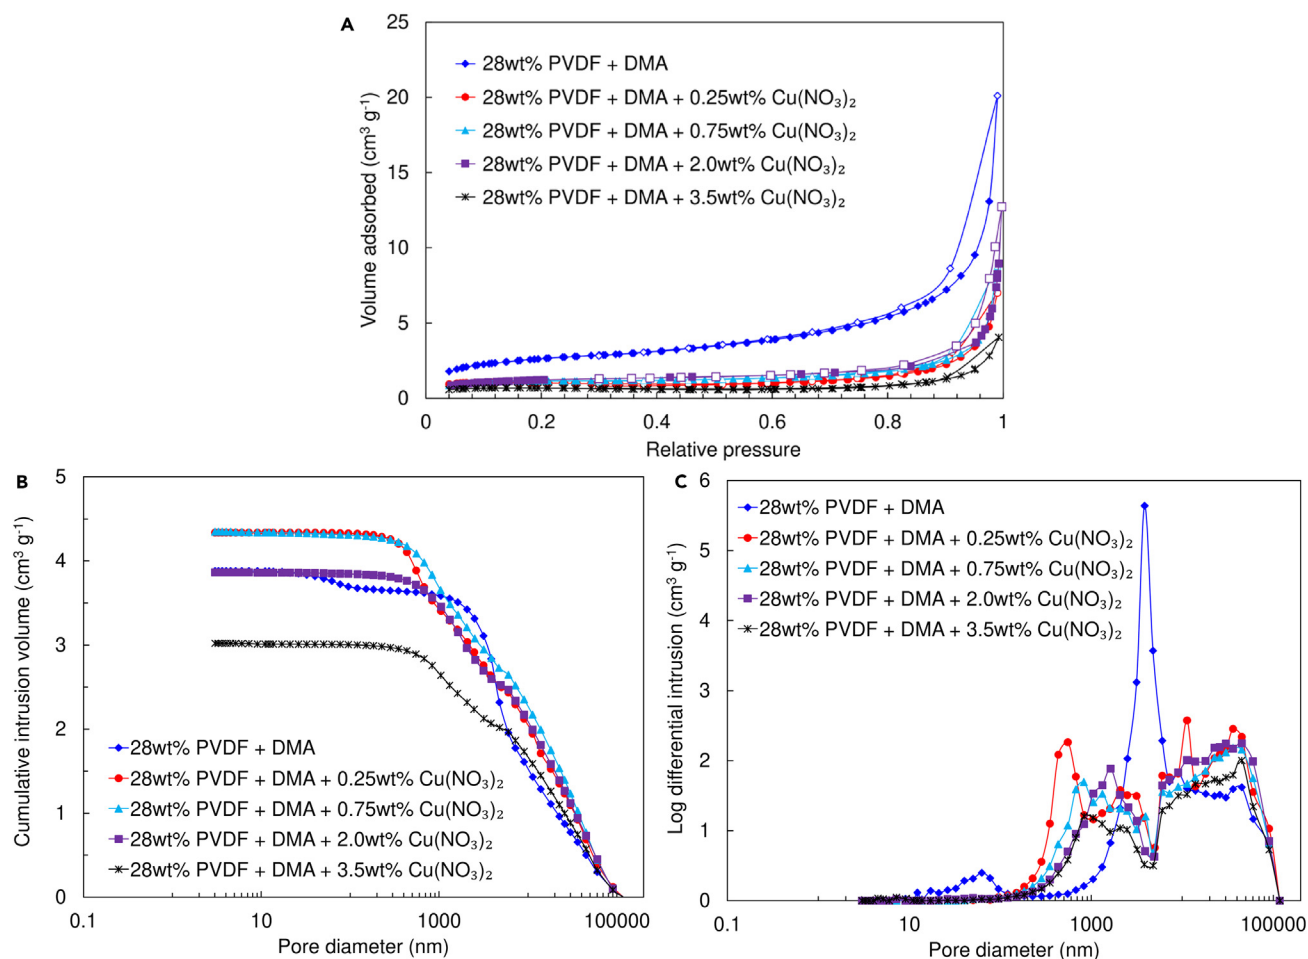 A
25
20
15
10
5
0
Volume adsorbed (cm³ g⁻¹)
28wt% PVDF + DMA
28wt% PVDF + DMA + 0.25wt% Cu(NO₃)₂
28wt% PVDF + DMA + 0.75wt% Cu(NO₃)₂
28wt% PVDF + DMA + 2.0wt% Cu(NO₃)₂
28wt% PVDF + DMA + 3.5wt% Cu(NO₃)₂
0 0.2 0.4 0.6 0.8 1
Relative pressure
B
5
4
3
2
1
0
Cumulative intrusion volume (cm³ g⁻¹)
28wt% PVDF + DMA
28wt% PVDF + DMA + 0.25wt% Cu(NO₃)₂
28wt% PVDF + DMA + 0.75wt% Cu(NO₃)₂
28wt% PVDF + DMA + 2.0wt% Cu(NO₃)₂
28wt% PVDF + DMA + 3.5wt% Cu(NO₃)₂
0.1 10 1000 100000
Pore diameter (nm)
C
6
5
4
3
2
1
0
Log differential intrusion (cm³ g⁻¹)
28wt% PVDF + DMA
28wt% PVDF + DMA + 0.25wt% Cu(NO₃)₂
28wt% PVDF + DMA + 0.75wt% Cu(NO₃)₂
28wt% PVDF + DMA + 2.0wt% Cu(NO₃)₂
28wt% PVDF + DMA + 3.5wt% Cu(NO₃)₂
0.1 10 1000 100000
Pore diameter (nm)